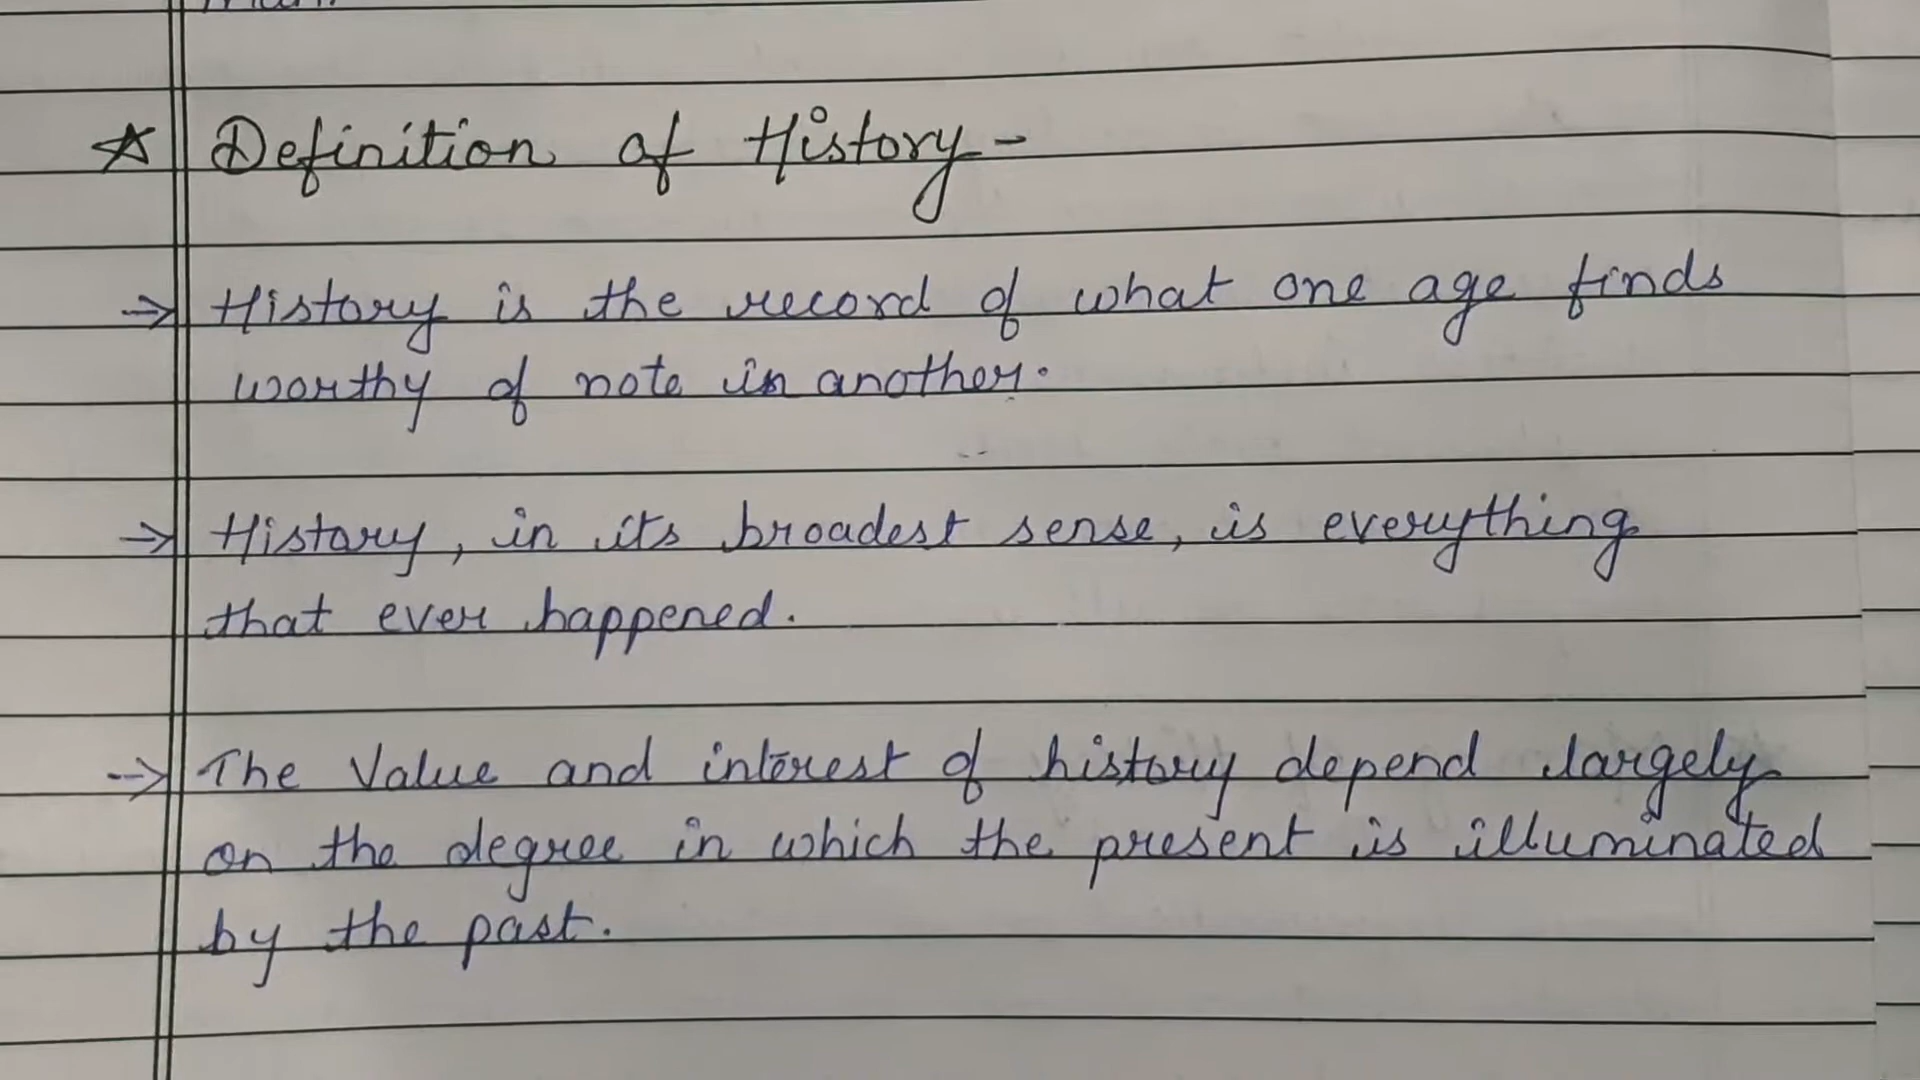 ☆ Definition of History -
→ History is the record of what one age finds
worthy of note in another.
→ History, in its broadest sense, is everything
that ever happened.
→ The Value and interest of history depend largely
on the degree in which the present is illuminated
by the past.